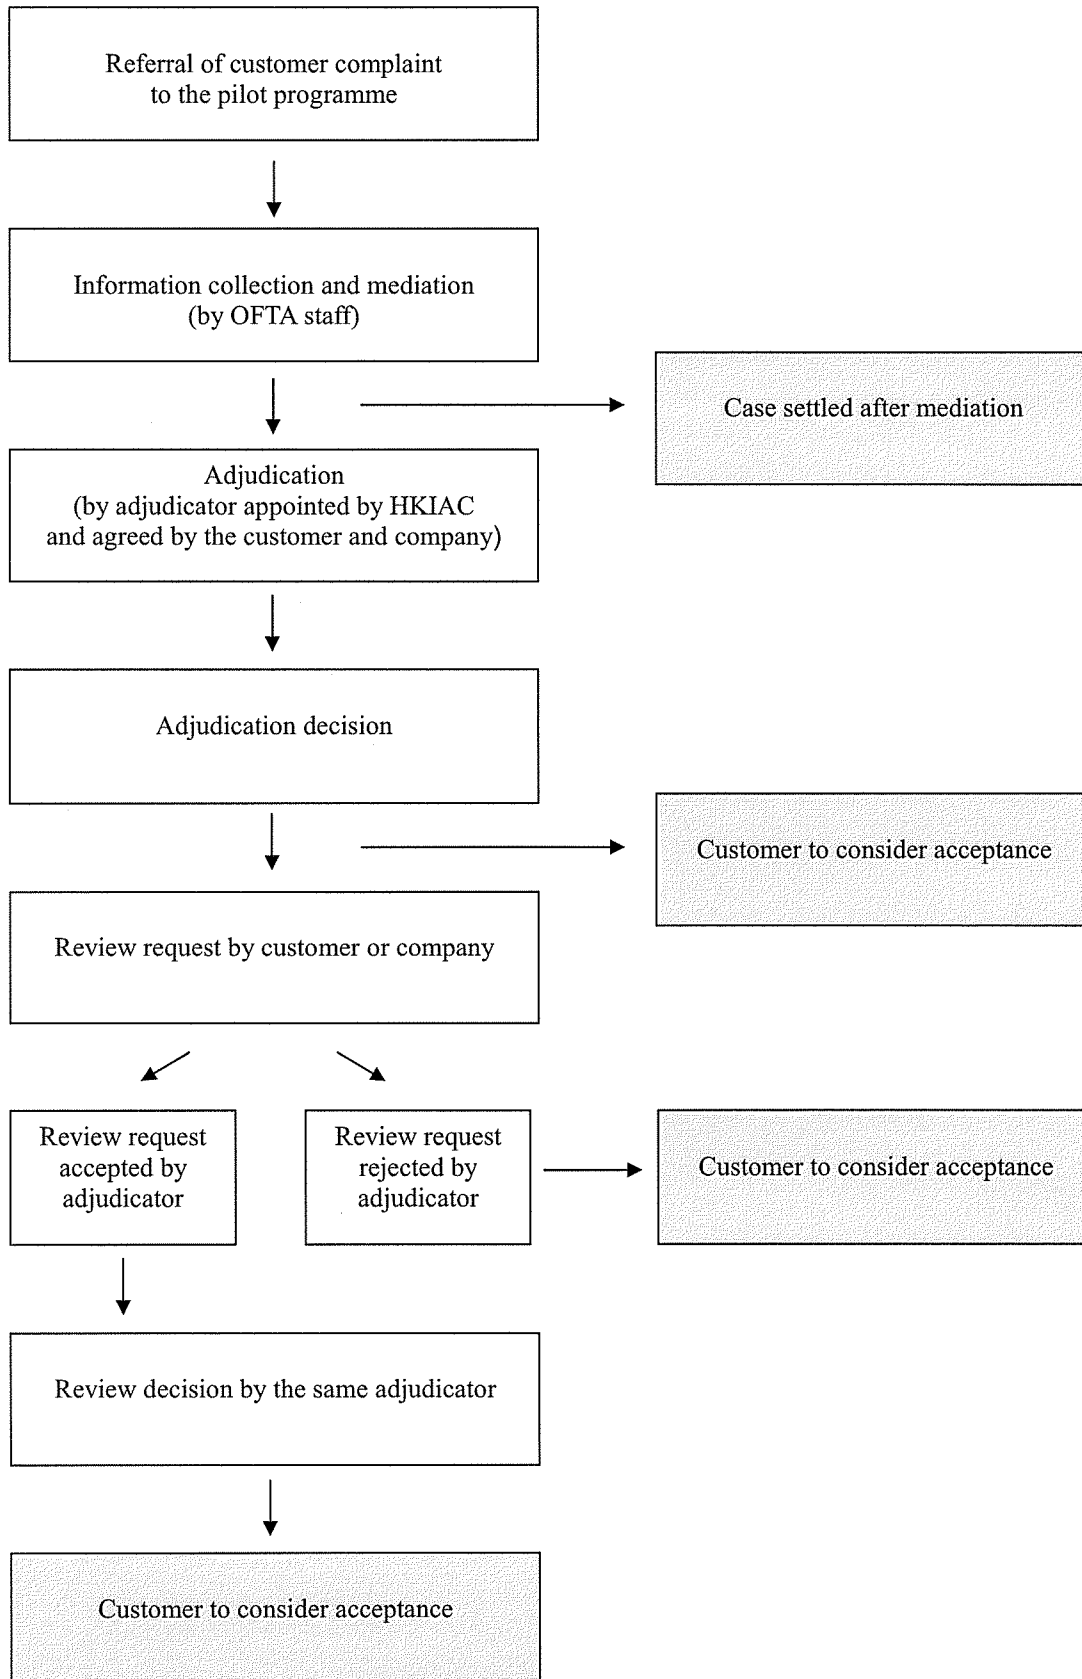 Referral of customer complaint
to the pilot programme
Information collection and mediation
(by OFTA staff)
Case settled after mediation
Adjudication
(by adjudicator appointed by HKIAC
and agreed by the customer and company)
Adjudication decision
Customer to consider acceptance
Review request by customer or company
Review request
accepted by
adjudicator
Review request
rejected by
adjudicator
Customer to consider acceptance
Review decision by the same adjudicator
Customer to consider acceptance